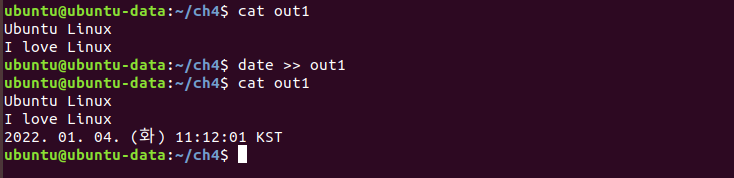 ubuntu@ubuntu-data:~/ch4$ cat out1
Ubuntu Linux
I love Linux
ubuntu@ubuntu-data:~/ch4$ date >> out1
ubuntu@ubuntu-data:~/ch4$ cat out1
Ubuntu Linux
I love Linux
2022. 01. 04. (화) 11:12:01 KST
ubuntu@ubuntu-data:~/ch4$